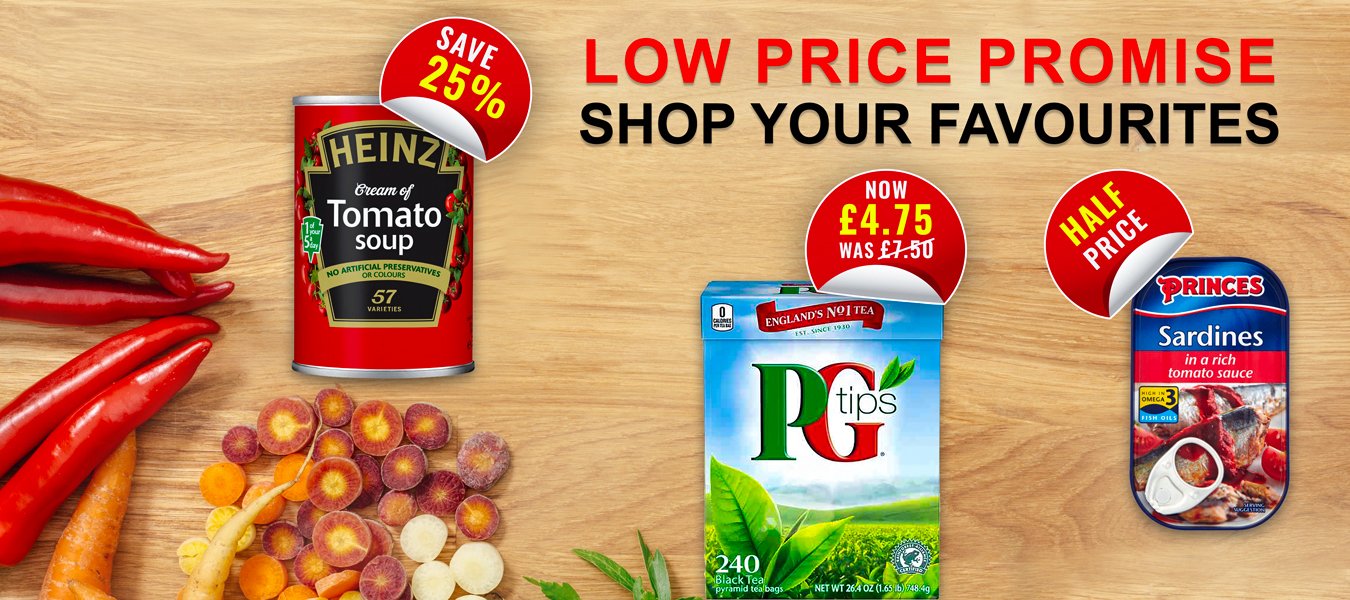 LOW PRICE PROMISE
SHOP YOUR FAVOURITES
SAVE
25%
HEINZ
Cream of
Tomato
soup
1 of
your
5 a
day
NO ARTIFICIAL PRESERVATIVES
OR COLOURS
57
VARIETIES
NOW
£4.75
WAS £7.50
0
CALORIES
PER TEA BAG
ENGLAND'S No1 TEA
EST. SINCE 1930
PG
tips
240
Black Tea
pyramid tea bags
NET WT 26.4 OZ (1.65 lb) 748.4g
HALF
PRICE
PRINCES
Sardines
in a rich
tomato sauce
HIGH IN
OMEGA 3
FISH OILS
SERVING
SUGGESTION